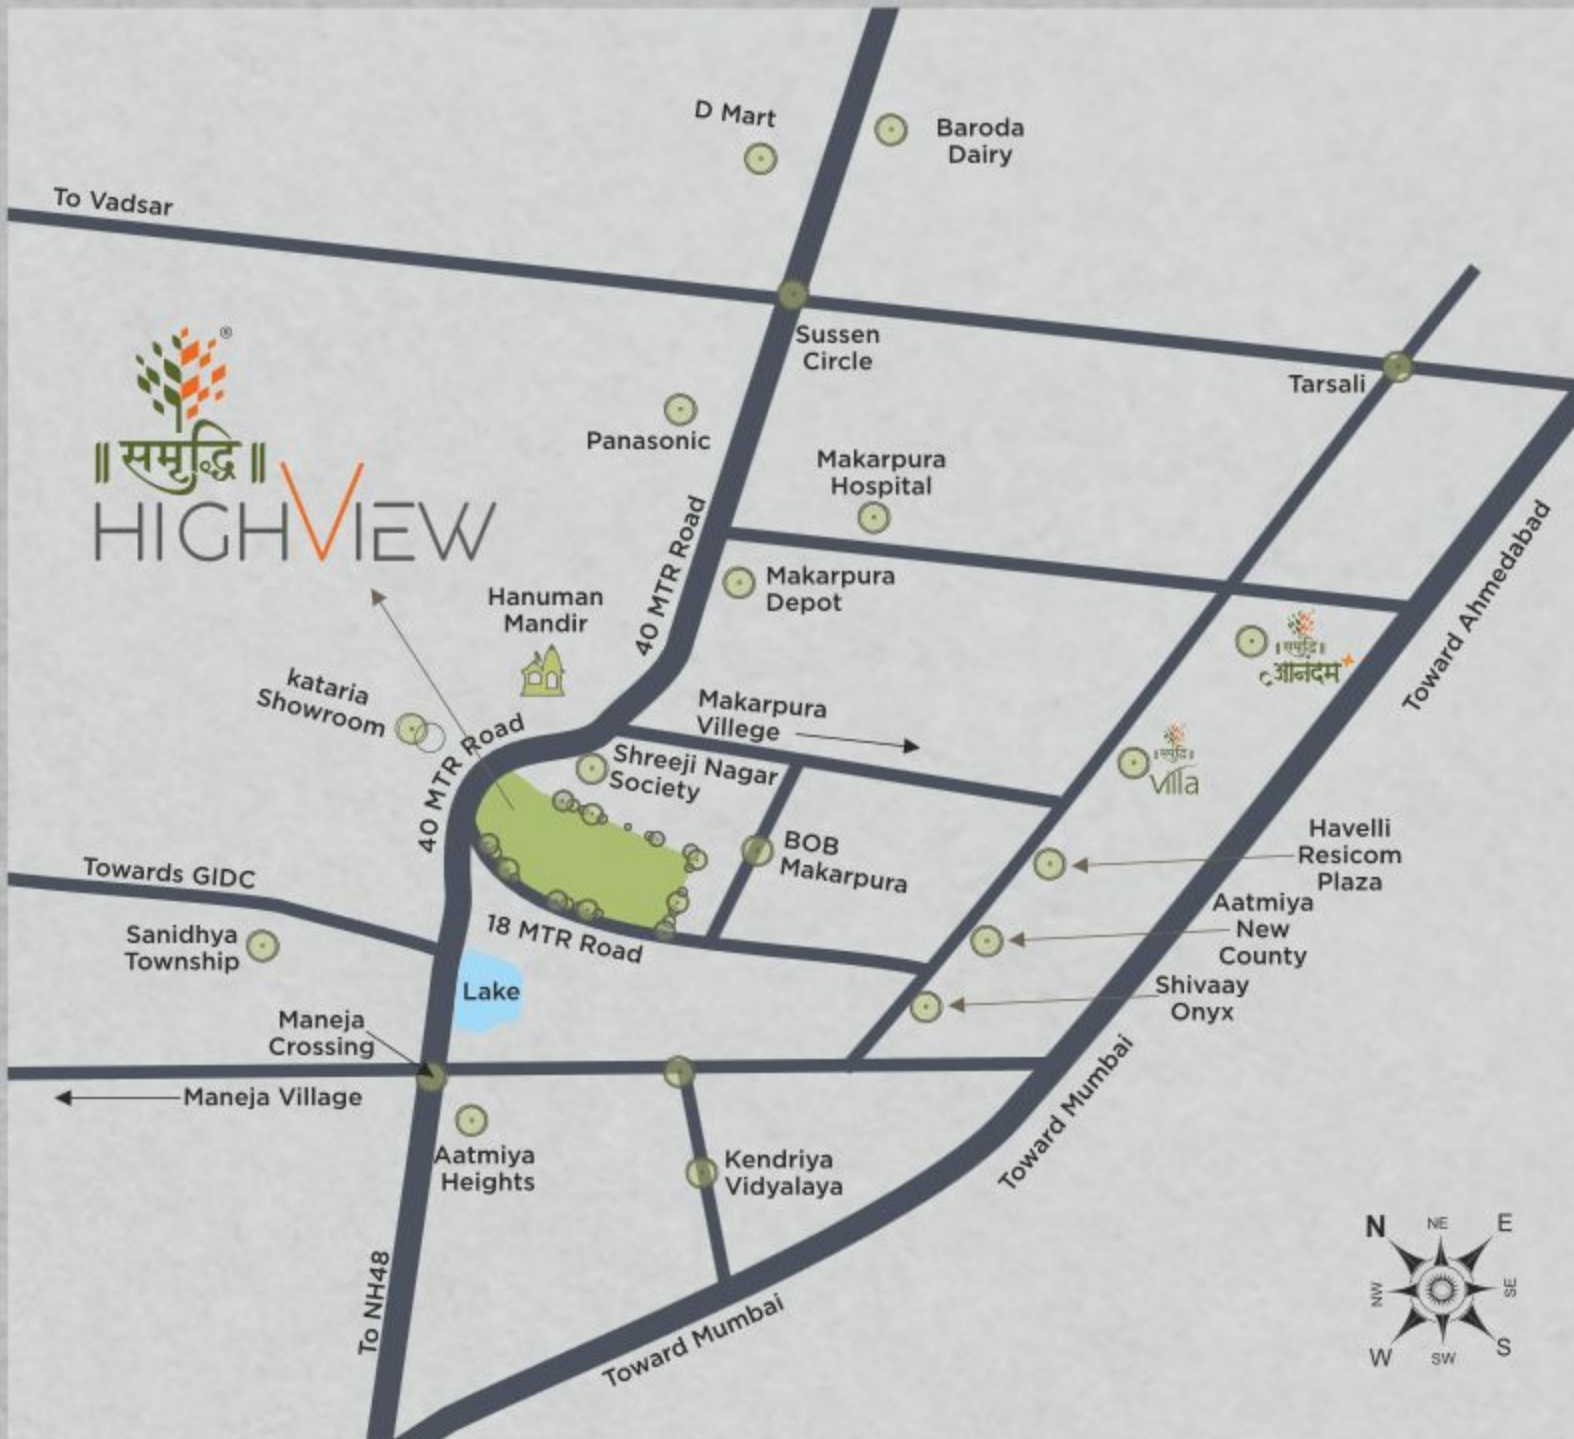 D Mart
Baroda
Dairy
To Vadsar
Sussen
Circle
Tarsali
®
॥ समृद्धि ॥
HIGHVIEW
Panasonic
Makarpura
Hospital
40 MTR Road
Makarpura
Depot
Toward Ahmedabad
Hanuman
Mandir
॥ समृद्धि ॥
आनंदम
kataria
Showroom
Makarpura
Villege
40 MTR Road
Shreeji Nagar
Society
॥ समृद्धि ॥
Villa
BOB
Makarpura
Havelli
Resicom
Plaza
Towards GIDC
18 MTR Road
Aatmiya
New
County
Sanidhya
Township
Lake
Shivaay
Onyx
Maneja
Crossing
Maneja Village
Toward Mumbai
Aatmiya
Heights
Kendriya
Vidyalaya
To NH48
Toward Mumbai
N
NE
E
NW
SE
W
SW
S